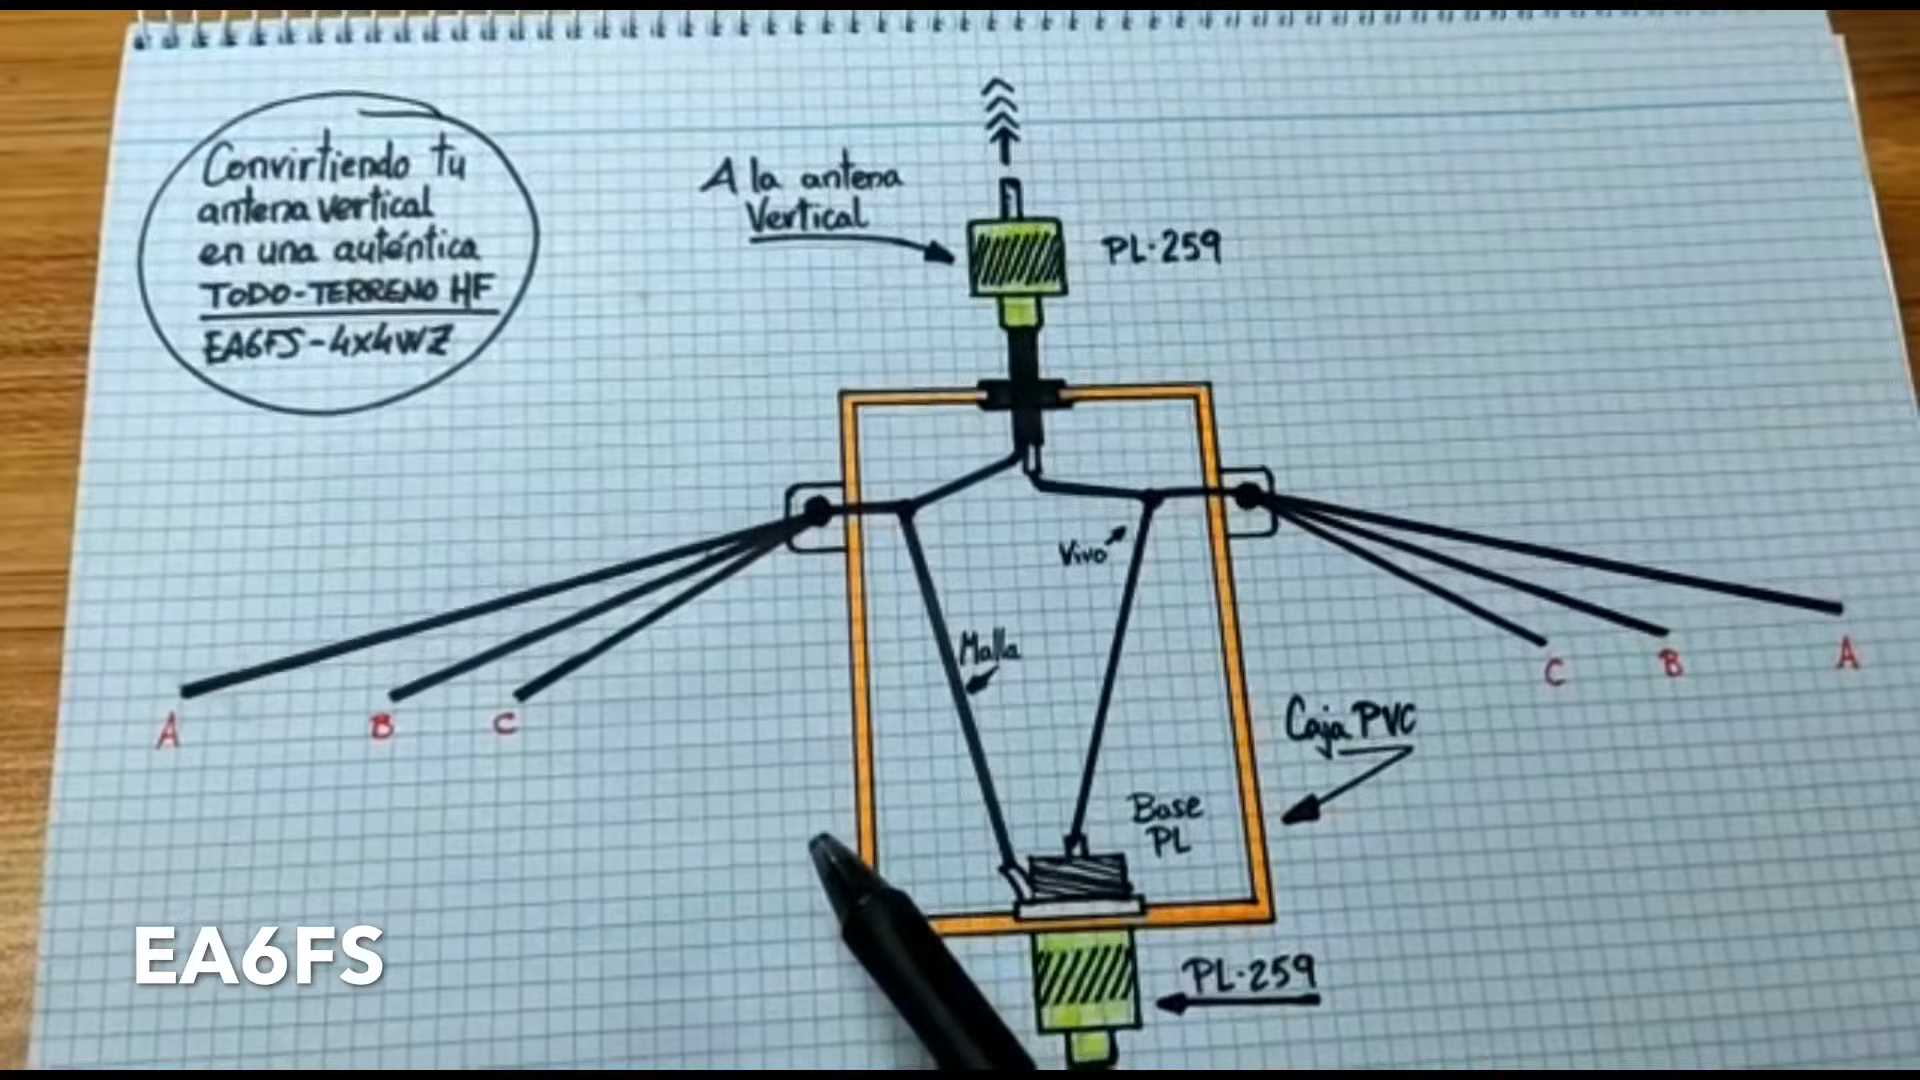 Convirtiendo tu
antena vertical
en una auténtica
TODO-TERRENO HF
EA6FS-4x4WZ
A la antena
Vertical
PL-259
Vivo
Malla
A
B
C
C
B
A
Caja PVC
Base
PL
PL-259
EA6FS